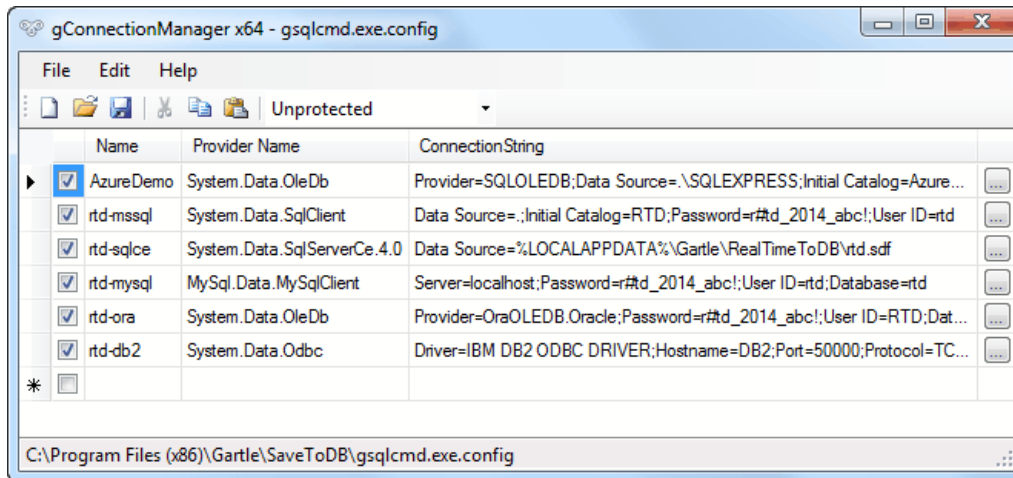 gConnectionManager x64 - gsqlcmd.exe.config
File Edit Help
Unprotected
Name Provider Name ConnectionString
AzureDemo System.Data.OleDb Provider=SQLOLEDB;Data Source=.\SQLEXPRESS;Initial Catalog=Azure... ...
rtd-mssql System.Data.SqlClient Data Source=.;Initial Catalog=RTD;Password=r#td_2014_abc!;User ID=rtd ...
rtd-sqlce System.Data.SqlServerCe.4.0 Data Source=%LOCALAPPDATA%\Gartle\RealTimeToDB\rtd.sdf ...
rtd-mysql MySql.Data.MySqlClient Server=localhost;Password=r#td_2014_abc!;User ID=rtd;Database=rtd ...
rtd-ora System.Data.OleDb Provider=OraOLEDB.Oracle;Password=r#td_2014_abc!;User ID=RTD;Dat... ...
rtd-db2 System.Data.Odbc Driver=IBM DB2 ODBC DRIVER;Hostname=DB2;Port=50000;Protocol=TC... ...
C:\Program Files (x86)\Gartle\SaveToDB\gsqlcmd.exe.config